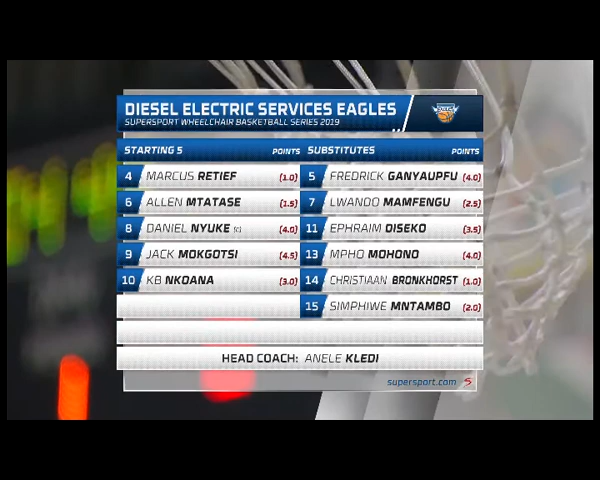 DIESEL ELECTRIC SERVICES EAGLES
SUPERSPORT WHEELCHAIR BASKETBALL SERIES 2019
STARTING 5 POINTS SUBSTITUTES POINTS
4 MARCUS RETIEF (1.0) 5 FREDRICK GANYAUPFU (4.0)
6 ALLEN MTATASE (1.5) 7 LWANDO MAMFENGU (2.5)
8 DANIEL NYUKE (c) (4.0) 11 EPHRAIM DISEKO (3.5)
9 JACK MOKGOTSI (4.5) 13 MPHO MOHONO (4.0)
10 KB NKOANA (3.0) 14 CHRISTIAAN BRONKHORST (1.0)
15 SIMPHIWE MNTAMBO (2.0)
HEAD COACH: ANELE KLEDI
supersport.com S